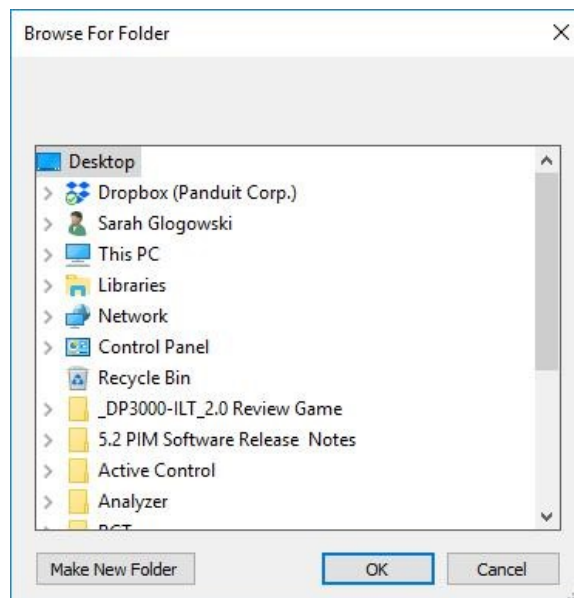 Browse For Folder
Desktop
Dropbox (Panduit Corp.)
Sarah Glogowski
This PC
Libraries
Network
Control Panel
Recycle Bin
_DP3000-ILT_2.0 Review Game
5.2 PIM Software Release  Notes
Active Control
Analyzer
Make New Folder
OK
Cancel